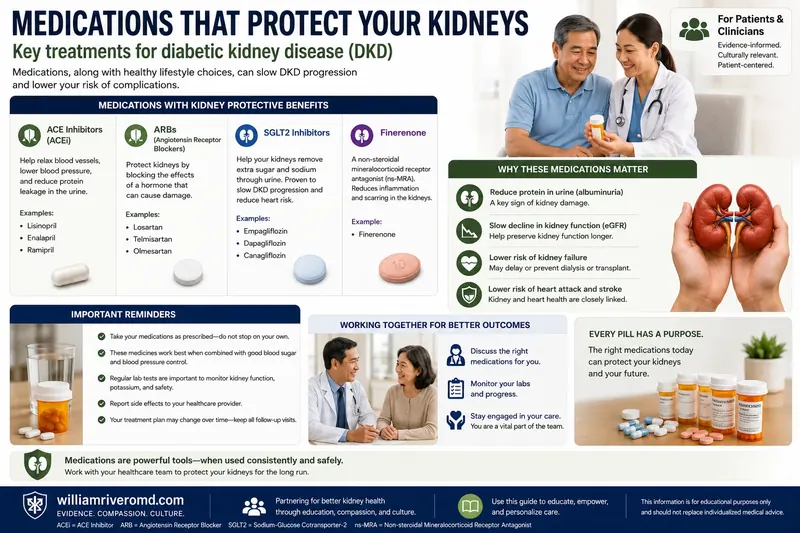 MEDICATIONS THAT PROTECT YOUR KIDNEYS
Key treatments for diabetic kidney disease (DKD)
Medications, along with healthy lifestyle choices, can slow DKD progression
and lower your risk of complications.
For Patients &
Clinicians
Evidence-informed.
Culturally relevant.
Patient-centered.
MEDICATIONS WITH KIDNEY PROTECTIVE BENEFITS
ACE Inhibitors
(ACEi)
Help relax blood vessels,
lower blood pressure,
and reduce protein
leakage in the urine.
Examples:
• Lisinopril
• Enalapril
• Ramipril
ARBs
(Angiotensin Receptor
Blockers)
Protect kidneys by
blocking the effects
of a hormone that
can cause damage.
Examples:
• Losartan
• Telmisartan
• Olmesartan
SGLT2 Inhibitors
Help your kidneys remove
extra sugar and sodium
through urine. Proven to
slow DKD progression and
reduce heart risk.
Examples:
• Empagliflozin
• Dapagliflozin
• Canagliflozin
Finerenone
A non-steroidal
mineralocorticoid receptor
antagonist (ns-MRA).
Reduces inflammation
and scarring in the kidneys.
Example:
• Finerenone
10
WHY THESE MEDICATIONS MATTER
Reduce protein in urine (albuminuria)
A key sign of kidney damage.
Slow decline in kidney function (eGFR)
Help preserve kidney function longer.
Lower risk of kidney failure
May delay or prevent dialysis or transplant.
Lower risk of heart attack and stroke
Kidney and heart health are closely linked.
IMPORTANT REMINDERS
Take your medications as prescribed—do not stop on your own.
These medicines work best when combined with good blood sugar
and blood pressure control.
Regular lab tests are important to monitor kidney function,
potassium, and safety.
Report side effects to your healthcare provider.
Your treatment plan may change over time—keep all follow-up visits.
WORKING TOGETHER FOR BETTER OUTCOMES
Discuss the right
medications for you.
Monitor your labs
and progress.
Stay engaged in your care.
You are a vital part of the team.
EVERY PILL HAS A PURPOSE.
The right medications today
can protect your kidneys
and your future.
Medications are powerful tools—when used consistently and safely.
Work with your healthcare team to protect your kidneys for the long run.
williamriveromd.com
EVIDENCE. COMPASSION. CULTURE.
Partnering for better kidney health
through education, compassion, and culture.
Use this guide to educate, empower,
and personalize care.
This information is for educational purposes only
and should not replace individualized medical advice.
ACEi = ACE Inhibitor ARB = Angiotensin Receptor Blocker SGLT2 = Sodium-Glucose Cotransporter-2 ns-MRA = Non-steroidal Mineralocorticoid Receptor Antagonist